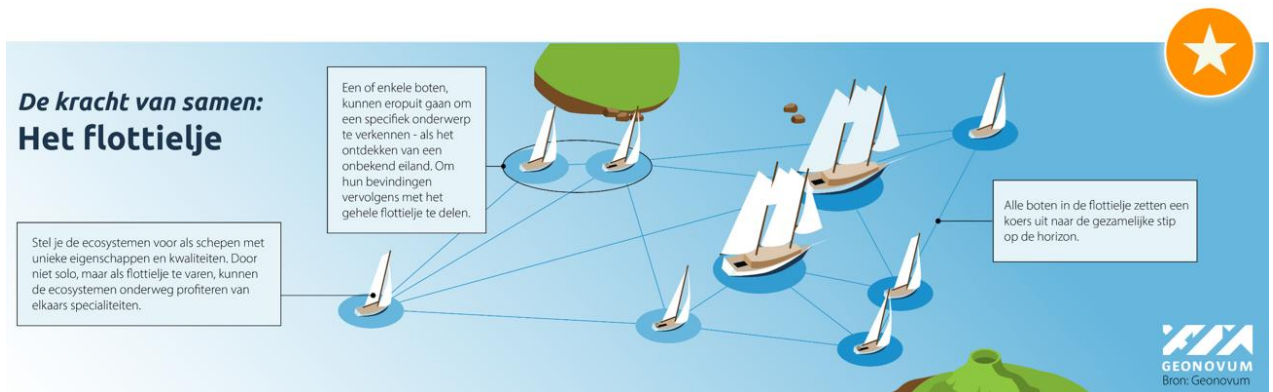 De kracht van samen:
Het flottielje
Een of enkele boten,
kunnen eropuit gaan om
een specifiek onderwerp
te verkennen - als het
ontdekken van een
onbekend eiland. Om
hun bevindingen
vervolgens met het
gehele flottielje te delen.
Stel je de ecosystemen voor als schepen met
unieke eigenschappen en kwaliteiten. Door
niet solo, maar als flottielje te varen, kunnen
de ecosystemen onderweg profiteren van
elkaars specialiteiten.
Alle boten in de flottielje zetten een
koers uit naar de gezamelijke stip
op de horizon.
GEONOVUM
Bron: Geonovum